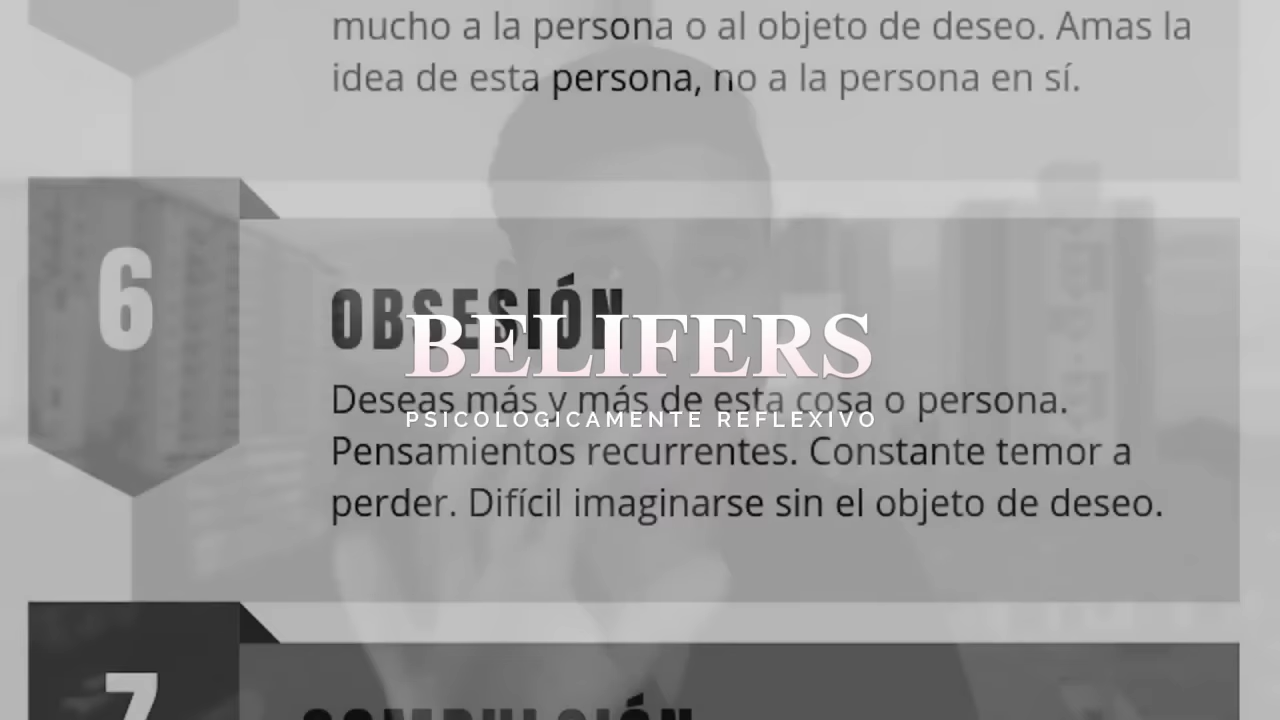 mucho a la persona o al objeto de deseo. Amas la
idea de esta persona, no a la persona en sí.
6
OBSESIÓN
BELIFERS
Deseas más y más de esta cosa o persona.
PSICOLOGICAMENTE REFLEXIVO
Pensamientos recurrentes. Constante temor a
perder. Difícil imaginarse sin el objeto de deseo.
7
COMPULSIÓN